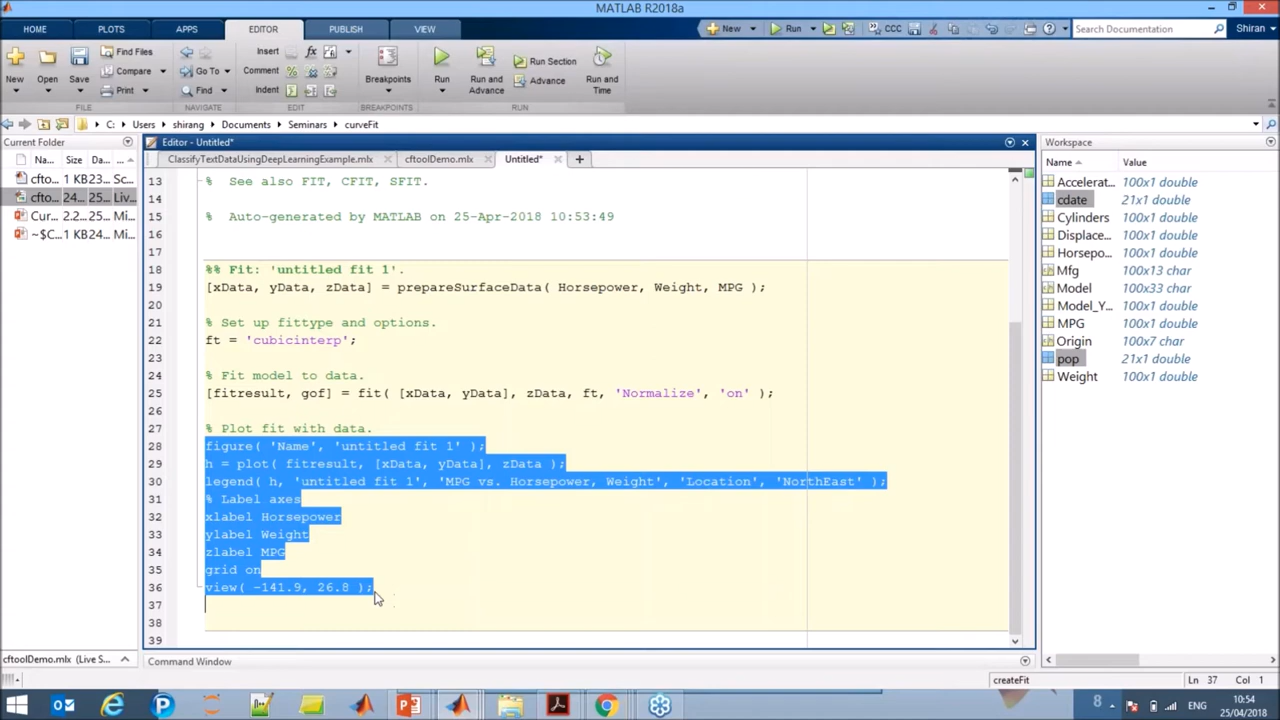 MATLAB R2018a
HOME PLOTS APPS EDITOR PUBLISH VIEW
New Run CCC Search Documentation Shiran
New Open Save Find Files Compare Print Go To Find Insert Comment Indent fx Breakpoints Run Run and Advance Run Section Advance Run and Time
FILE NAVIGATE EDIT BREAKPOINTS RUN
C: Users shirang Documents Seminars curveFit
Current Folder
Na... Size Da...
cfto... 1 KB 23... Sc...
cfto... 24... 25... Liv...
Cur... 2.2... 25... Mi...
~$C... 1 KB 24... Mi...
Editor - Untitled*
ClassifyTextDataUsingDeepLearningExample.mlx cftoolDemo.mlx Untitled*
13 % See also FIT, CFIT, SFIT.
14
15 % Auto-generated by MATLAB on 25-Apr-2018 10:53:49
16
17
18 %% Fit: 'untitled fit 1'.
19 [xData, yData, zData] = prepareSurfaceData( Horsepower, Weight, MPG );
20
21 % Set up fittype and options.
22 ft = 'cubicinterp';
23
24 % Fit model to data.
25 [fitresult, gof] = fit( [xData, yData], zData, ft, 'Normalize', 'on' );
26
27 % Plot fit with data.
28 figure( 'Name', 'untitled fit 1' );
29 h = plot( fitresult, [xData, yData], zData );
30 legend( h, 'untitled fit 1', 'MPG vs. Horsepower, Weight', 'Location', 'NorthEast' );
31 % Label axes
32 xlabel Horsepower
33 ylabel Weight
34 zlabel MPG
35 grid on
36 view( -141.9, 26.8 );
37
38
39
Workspace
Name Value
Accelerat... 100x1 double
cdate 21x1 double
Cylinders 100x1 double
Displace... 100x1 double
Horsepo... 100x1 double
Mfg 100x13 char
Model 100x33 char
Model_Y... 100x1 double
MPG 100x1 double
Origin 100x7 char
pop 21x1 double
Weight 100x1 double
cftoolDemo.mlx (Live S...
Command Window
createFit Ln 37 Col 1
ENG 10:54
25/04/2018